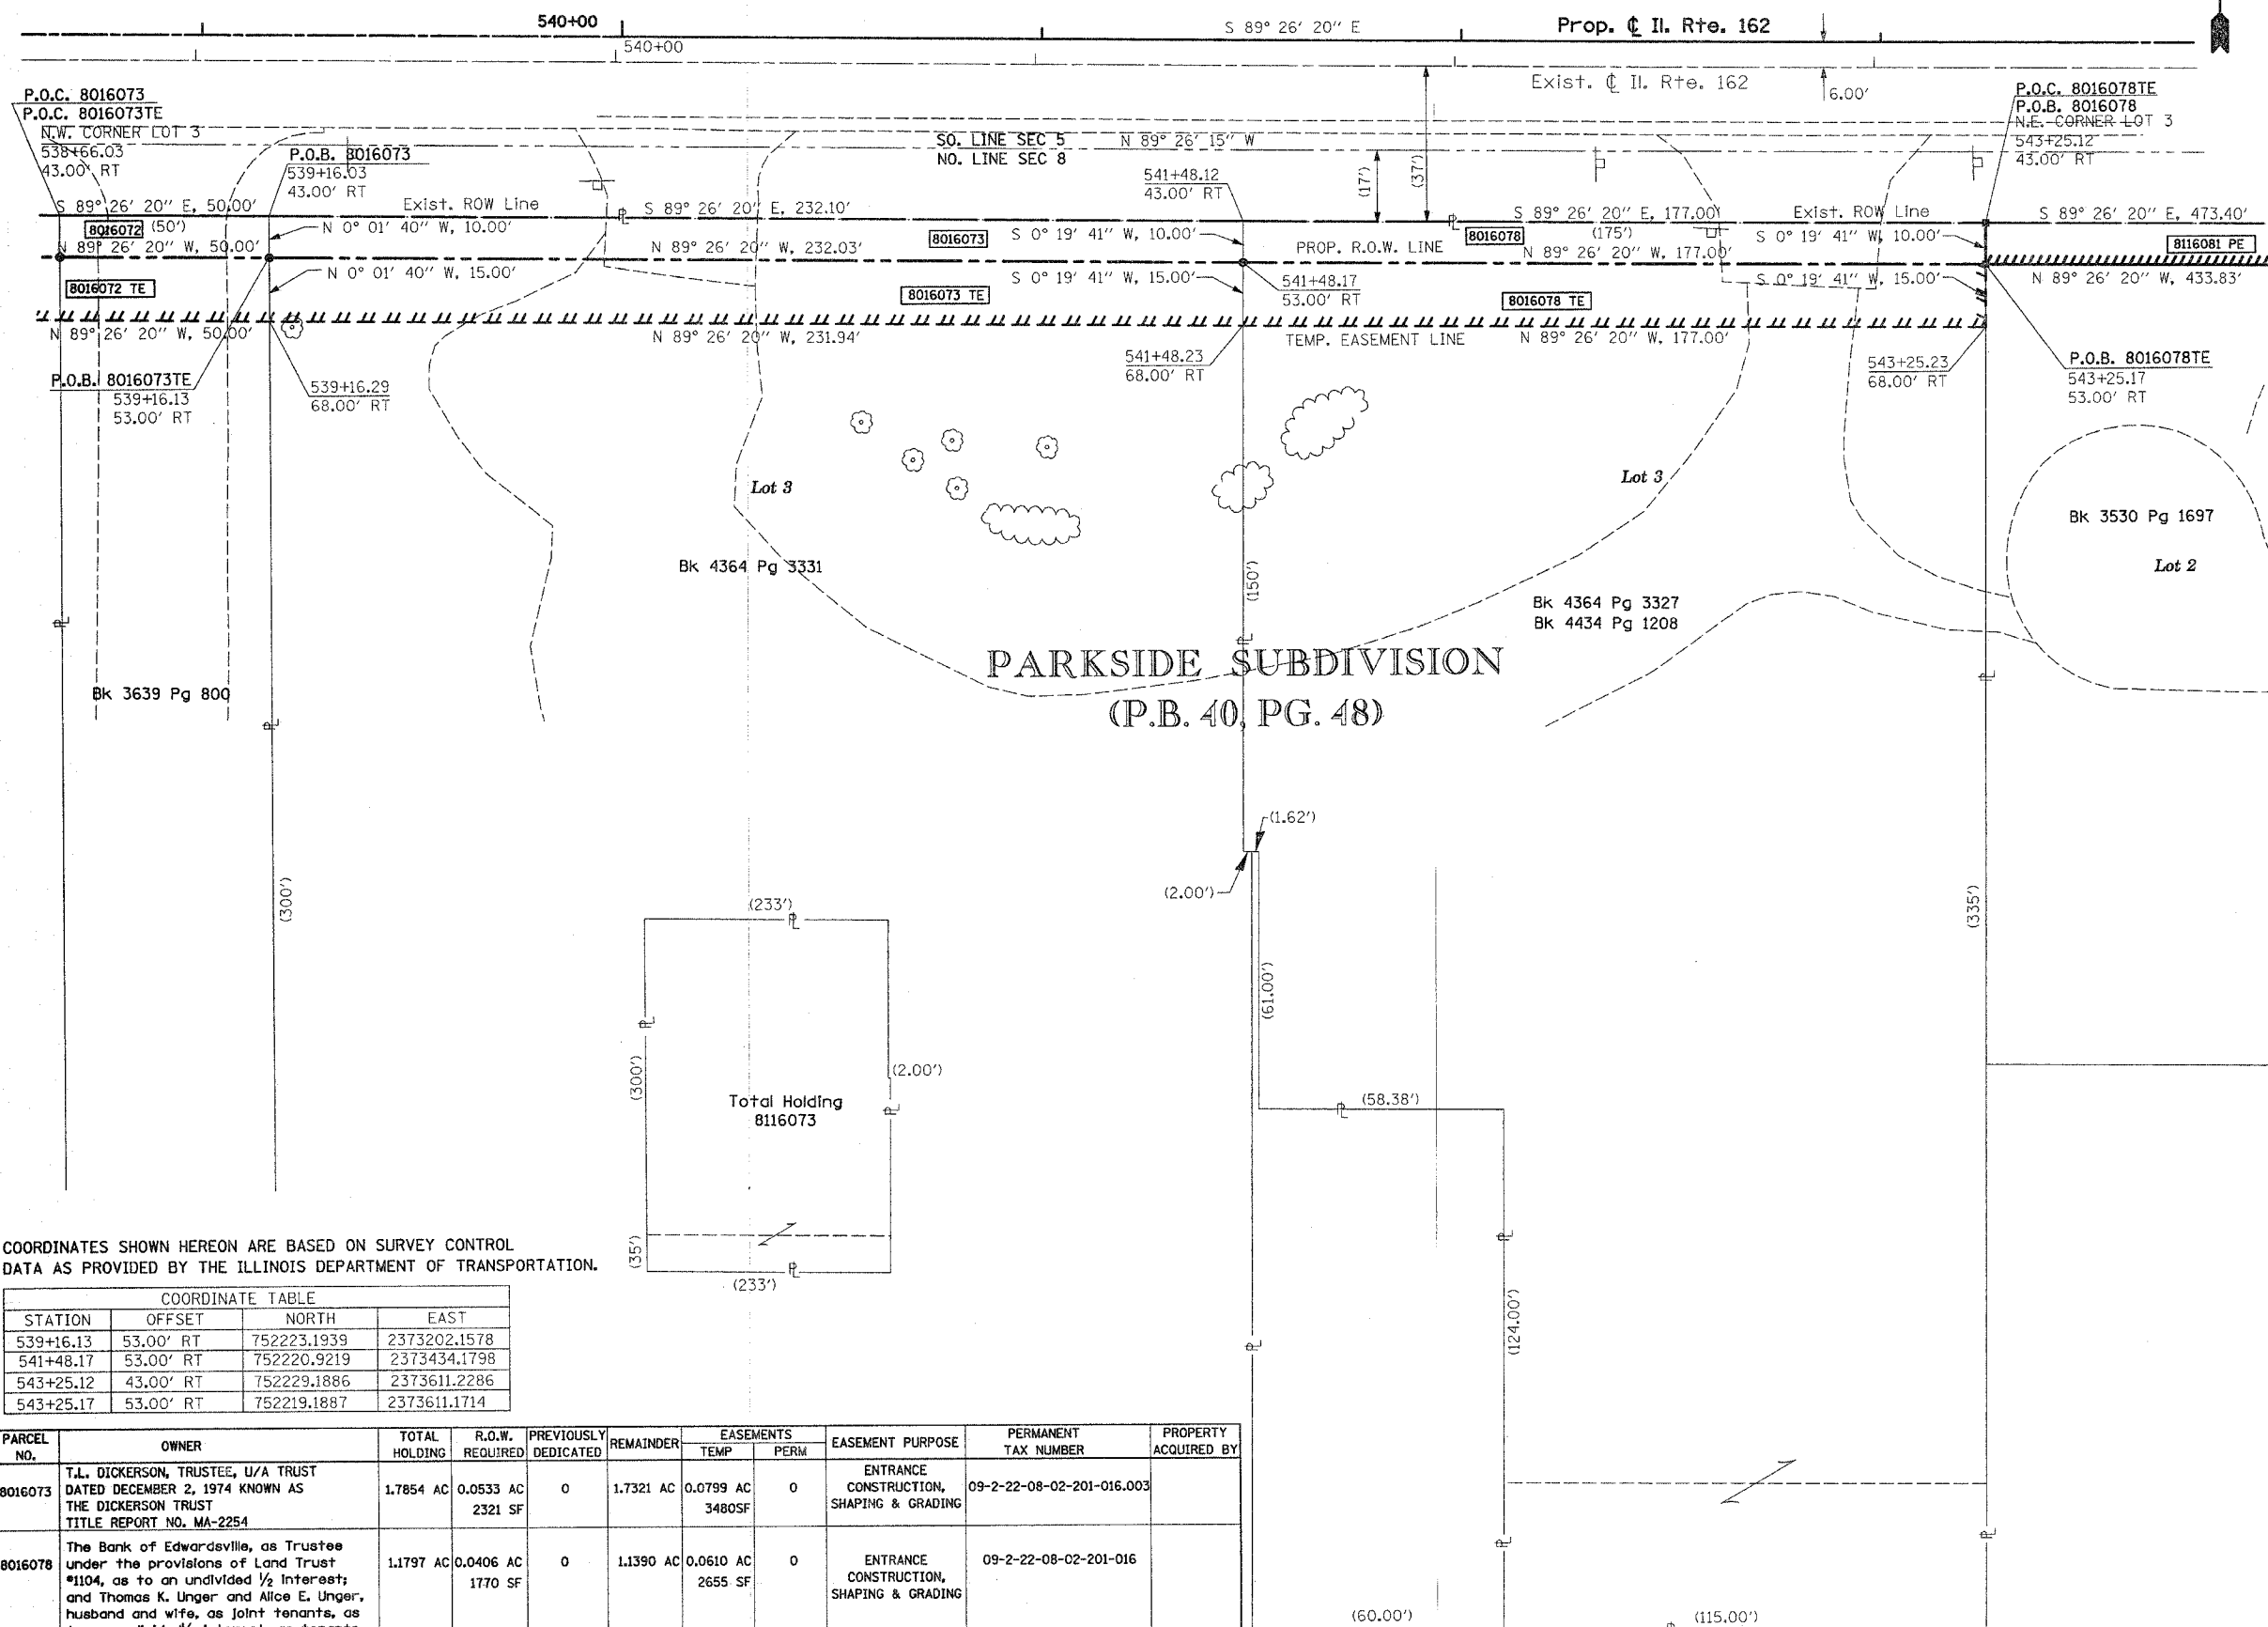 540+00
540+00
S 89° 26′ 20″ E
Prop. ℄ Il. Rte. 162
Exist. ℄ Il. Rte. 162
6.00′
P.O.C. 8016073
P.O.C. 8016073TE
N.W. CORNER LOT 3
538+66.03
43.00′ RT
P.O.B. 8016073
539+16.03
43.00′ RT
SO. LINE SEC 5
N 89° 26′ 15″ W
NO. LINE SEC 8
541+48.12
43.00′ RT
(17′)
(37′)
P.O.C. 8016078TE
P.O.B. 8016078
N.E. CORNER LOT 3
543+25.12
43.00′ RT
S 89° 26′ 20″ E, 50.00′
Exist. ROW Line
S 89° 26′ 20″ E, 232.10′
S 89° 26′ 20″ E, 177.00′
Exist. ROW Line
S 89° 26′ 20″ E, 473.40′
8016072
(50′)
N 0° 01′ 40″ W, 10.00′
8016073
S 0° 19′ 41″ W, 10.00′
8016078
(175′)
S 0° 19′ 41″ W, 10.00′
8116081 PE
N 89° 26′ 20″ W, 50.00′
N 89° 26′ 20″ W, 232.03′
PROP. R.O.W. LINE
N 89° 26′ 20″ W, 177.00′
N 0° 01′ 40″ W, 15.00′
S 0° 19′ 41″ W, 15.00′
541+48.17
53.00′ RT
S 0° 19′ 41″ W, 15.00′
N 89° 26′ 20″ W, 433.83′
8016072 TE
8016073 TE
8016078 TE
N 89° 26′ 20″ W, 50.00′
N 89° 26′ 20″ W, 231.94′
TEMP. EASEMENT LINE
N 89° 26′ 20″ W, 177.00′
P.O.B. 8016073TE
539+16.13
53.00′ RT
539+16.29
68.00′ RT
541+48.23
68.00′ RT
543+25.23
68.00′ RT
P.O.B. 8016078TE
543+25.17
53.00′ RT
Lot 3
Lot 3
Bk 3530 Pg 1697
Lot 2
Bk 4364 Pg 3331
(150′)
Bk 4364 Pg 3327
Bk 4434 Pg 1208
Bk 3639 Pg 800
PARKSIDE SUBDIVISION
(P.B. 40, PG. 48)
(1.62′)
(2.00′)
(300′)
(233′)
(335′)
(61.00′)
(300′)
(2.00′)
Total Holding
8116073
(58.38′)
(35′)
(233′)
(124.00′)
COORDINATES SHOWN HEREON ARE BASED ON SURVEY CONTROL
DATA AS PROVIDED BY THE ILLINOIS DEPARTMENT OF TRANSPORTATION.
COORDINATE TABLE
STATION OFFSET NORTH EAST
539+16.13 53.00′ RT 752223.1939 2373202.1578
541+48.17 53.00′ RT 752220.9219 2373434.1798
543+25.12 43.00′ RT 752229.1886 2373611.2286
543+25.17 53.00′ RT 752219.1887 2373611.1714
PARCEL NO. OWNER TOTAL HOLDING R.O.W. REQUIRED PREVIOUSLY DEDICATED REMAINDER EASEMENTS TEMP PERM EASEMENT PURPOSE PERMANENT TAX NUMBER PROPERTY ACQUIRED BY
T.L. DICKERSON, TRUSTEE, U/A TRUST ENTRANCE
8016073 DATED DECEMBER 2, 1974 KNOWN AS 1.7854 AC 0.0533 AC 0 1.7321 AC 0.0799 AC 0 CONSTRUCTION, 09-2-22-08-02-201-016.003
THE DICKERSON TRUST 2321 SF 3480SF SHAPING & GRADING
TITLE REPORT NO. MA-2254
The Bank of Edwardsville, as Trustee
8016078 under the provisions of Land Trust 1.1797 AC 0.0406 AC 0 1.1390 AC 0.0610 AC 0 ENTRANCE 09-2-22-08-02-201-016
#1104, as to an undivided ½ interest; 1770 SF 2655 SF CONSTRUCTION,
and Thomas K. Unger and Alice E. Unger, SHAPING & GRADING
husband and wife, as joint tenants, as
(60.00′)
(115.00′)